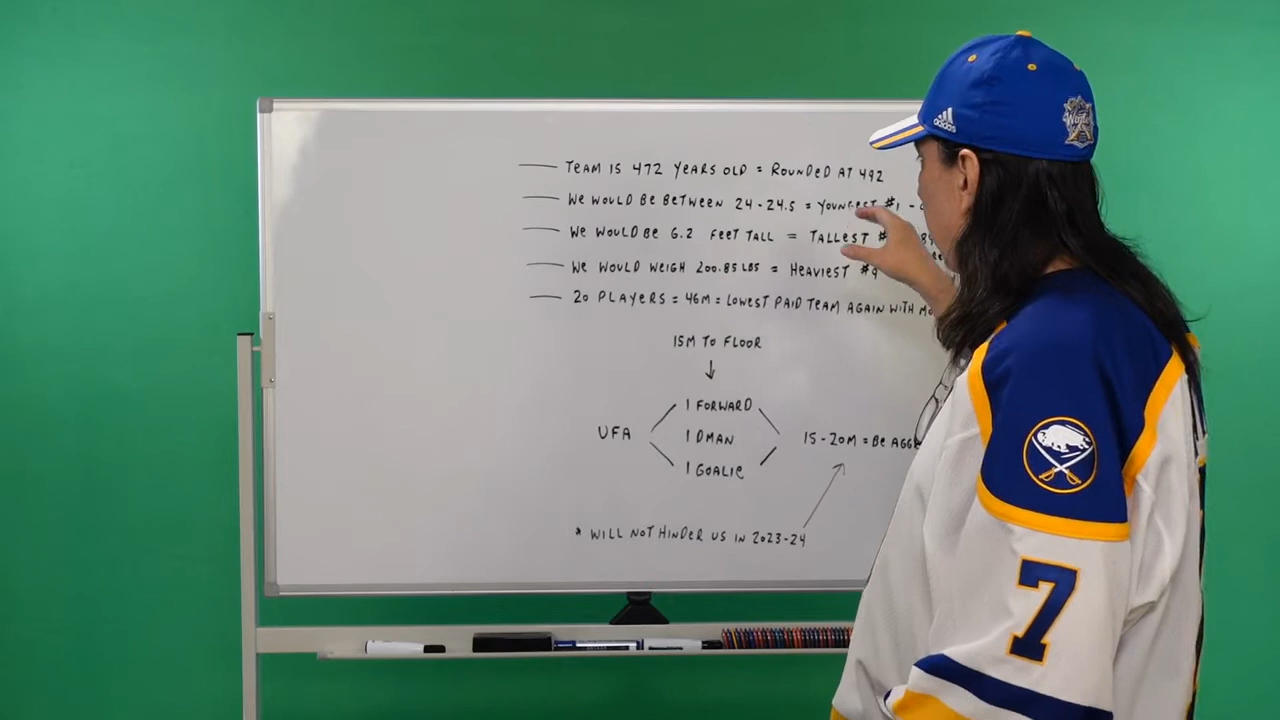 TEAM IS 472 YEARS OLD = ROUNDED AT 492
WE WOULD BE BETWEEN 24-24.5 = YOUNGEST #1 -
WE WOULD BE 6.2 FEET TALL = TALLEST #
WE WOULD WEIGH 200.85 LBS = HEAVIEST #9
20 PLAYERS = 46M = LOWEST PAID TEAM AGAIN WITH
15M TO FLOOR
1 FORWARD
UFA 1 DMAN 15-20M = BE
1 GOALIE
* WILL NOT HINDER US IN 2023-24
adidas
7